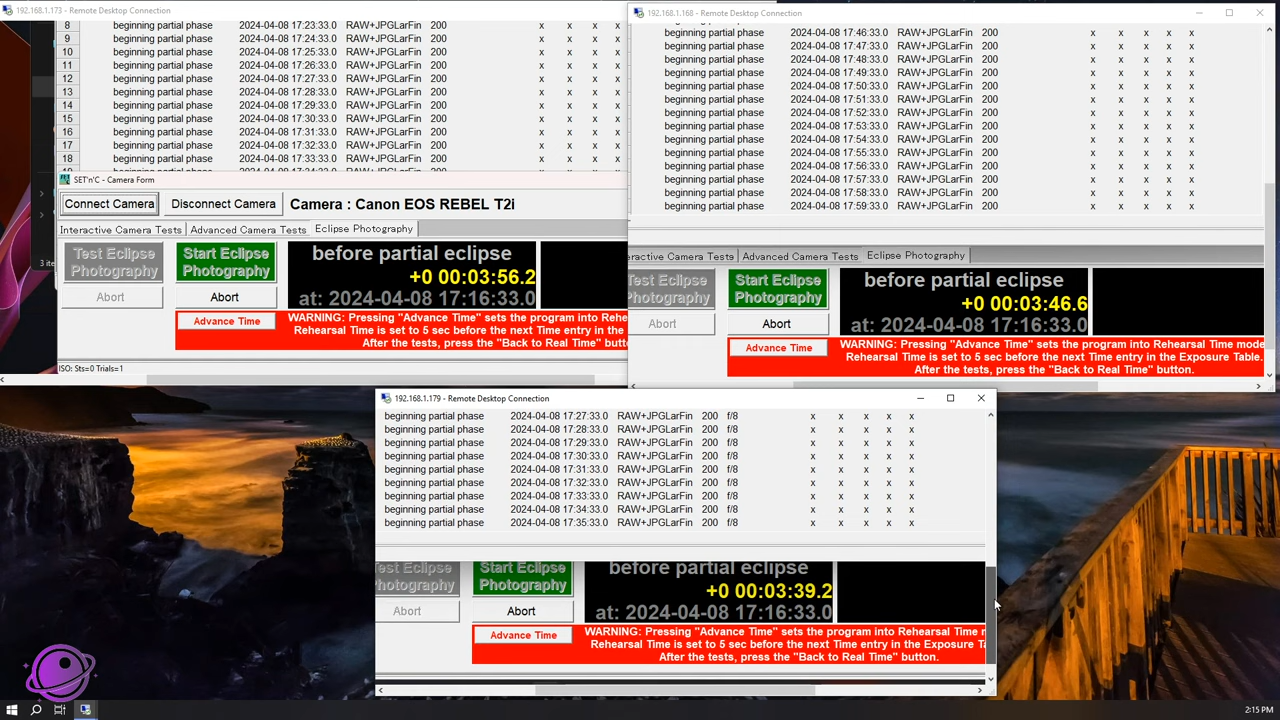 192.168.1.173 - Remote Desktop Connection
8 beginning partial phase 2024-04-08 17:23:33.0 RAW+JPGLarFin 200 x x x x
9 beginning partial phase 2024-04-08 17:24:33.0 RAW+JPGLarFin 200 x x x x
10 beginning partial phase 2024-04-08 17:25:33.0 RAW+JPGLarFin 200 x x x x
11 beginning partial phase 2024-04-08 17:26:33.0 RAW+JPGLarFin 200 x x x x
12 beginning partial phase 2024-04-08 17:27:33.0 RAW+JPGLarFin 200 x x x x
13 beginning partial phase 2024-04-08 17:28:33.0 RAW+JPGLarFin 200 x x x x
14 beginning partial phase 2024-04-08 17:29:33.0 RAW+JPGLarFin 200 x x x x
15 beginning partial phase 2024-04-08 17:30:33.0 RAW+JPGLarFin 200 x x x x
16 beginning partial phase 2024-04-08 17:31:33.0 RAW+JPGLarFin 200 x x x x
17 beginning partial phase 2024-04-08 17:32:33.0 RAW+JPGLarFin 200 x x x x
18 beginning partial phase 2024-04-08 17:33:33.0 RAW+JPGLarFin 200 x x x x
3 ite
SET'n'C - Camera Form
Connect Camera Disconnect Camera Camera : Canon EOS REBEL T2i
Interactive Camera Tests Advanced Camera Tests Eclipse Photography
Test Eclipse Photography Start Eclipse Photography before partial eclipse
+0 00:03:56.2
Abort Abort at: 2024-04-08 17:16:33.0
Advance Time WARNING: Pressing "Advance Time" sets the program into Rehe
Rehearsal Time is set to 5 sec before the next Time entry in the
After the tests, press the "Back to Real Time" butt
ISO: Sts=0 Trials=1
192.168.1.168 - Remote Desktop Connection
beginning partial phase 2024-04-08 17:46:33.0 RAW+JPGLarFin 200 x x x x x
beginning partial phase 2024-04-08 17:47:33.0 RAW+JPGLarFin 200 x x x x x
beginning partial phase 2024-04-08 17:48:33.0 RAW+JPGLarFin 200 x x x x x
beginning partial phase 2024-04-08 17:49:33.0 RAW+JPGLarFin 200 x x x x x
beginning partial phase 2024-04-08 17:50:33.0 RAW+JPGLarFin 200 x x x x x
beginning partial phase 2024-04-08 17:51:33.0 RAW+JPGLarFin 200 x x x x x
beginning partial phase 2024-04-08 17:52:33.0 RAW+JPGLarFin 200 x x x x x
beginning partial phase 2024-04-08 17:53:33.0 RAW+JPGLarFin 200 x x x x x
beginning partial phase 2024-04-08 17:54:33.0 RAW+JPGLarFin 200 x x x x x
beginning partial phase 2024-04-08 17:55:33.0 RAW+JPGLarFin 200 x x x x x
beginning partial phase 2024-04-08 17:56:33.0 RAW+JPGLarFin 200 x x x x x
beginning partial phase 2024-04-08 17:57:33.0 RAW+JPGLarFin 200 x x x x x
beginning partial phase 2024-04-08 17:58:33.0 RAW+JPGLarFin 200 x x x x x
beginning partial phase 2024-04-08 17:59:33.0 RAW+JPGLarFin 200 x x x x x
ractive Camera Tests Advanced Camera Tests Eclipse Photography
Test Eclipse Photography Start Eclipse Photography before partial eclipse
+0 00:03:46.6
Abort Abort at: 2024-04-08 17:16:33.0
Advance Time WARNING: Pressing "Advance Time" sets the program into Rehearsal Time mode
Rehearsal Time is set to 5 sec before the next Time entry in the Exposure Table.
After the tests, press the "Back to Real Time" button.
192.168.1.179 - Remote Desktop Connection
beginning partial phase 2024-04-08 17:27:33.0 RAW+JPGLarFin 200 f/8 x x x x x
beginning partial phase 2024-04-08 17:28:33.0 RAW+JPGLarFin 200 f/8 x x x x x
beginning partial phase 2024-04-08 17:29:33.0 RAW+JPGLarFin 200 f/8 x x x x x
beginning partial phase 2024-04-08 17:30:33.0 RAW+JPGLarFin 200 f/8 x x x x x
beginning partial phase 2024-04-08 17:31:33.0 RAW+JPGLarFin 200 f/8 x x x x x
beginning partial phase 2024-04-08 17:32:33.0 RAW+JPGLarFin 200 f/8 x x x x x
beginning partial phase 2024-04-08 17:33:33.0 RAW+JPGLarFin 200 f/8 x x x x x
beginning partial phase 2024-04-08 17:34:33.0 RAW+JPGLarFin 200 f/8 x x x x x
beginning partial phase 2024-04-08 17:35:33.0 RAW+JPGLarFin 200 f/8 x x x x x
est Eclipse Photography Start Eclipse Photography before partial eclipse
+0 00:03:39.2
Abort Abort at: 2024-04-08 17:16:33.0
Advance Time WARNING: Pressing "Advance Time" sets the program into Rehearsal Time
Rehearsal Time is set to 5 sec before the next Time entry in the Exposure Ta
After the tests, press the "Back to Real Time" button.
2:15 PM